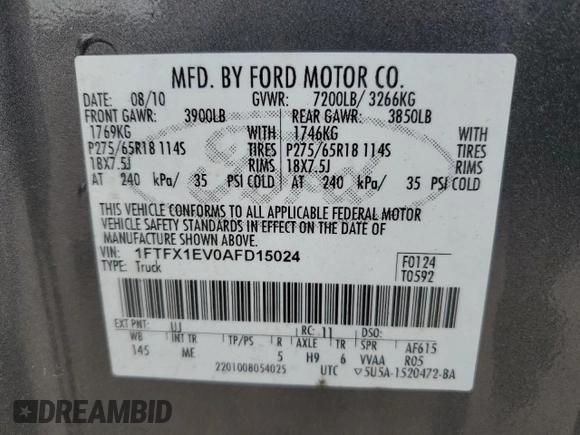 MFD. BY FORD MOTOR CO.
DATE: 08/10 GVWR: 7200LB/ 3266KG
FRONT GAWR: 3900LB REAR GAWR: 3850LB
1769KG WITH 1746KG WITH
P275/65R18 114S TIRES P275/65R18 114S TIRES
18X7.5J RIMS 18X7.5J RIMS
AT 240 kPa/ 35 PSI COLD AT 240 kPa/ 35 PSI COLD
THIS VEHICLE CONFORMS TO ALL APPLICABLE FEDERAL MOTOR
VEHICLE SAFETY STANDARDS IN EFFECT ON THE DATE OF
MANUFACTURE SHOWN ABOVE.
VIN: 1FTFX1EV0AFD15024
TYPE: Truck
F0124
T0592
EXT PNT: UJ RC: 11 DSO:
WB INT TR TP/PS R AXLE TR SPR AF615
145 ME 5 H9 6 VVAA R05
2201008054025 UTC ▽5U5A-1520472-BA
Ford
DREAMBID